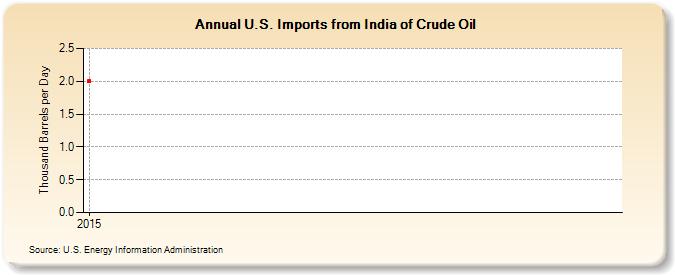 Annual U.S. Imports from India of Crude Oil
Thousand Barrels per Day
2.5
2.0
1.5
1.0
0.5
0.0
2015
Source: U.S. Energy Information Administration